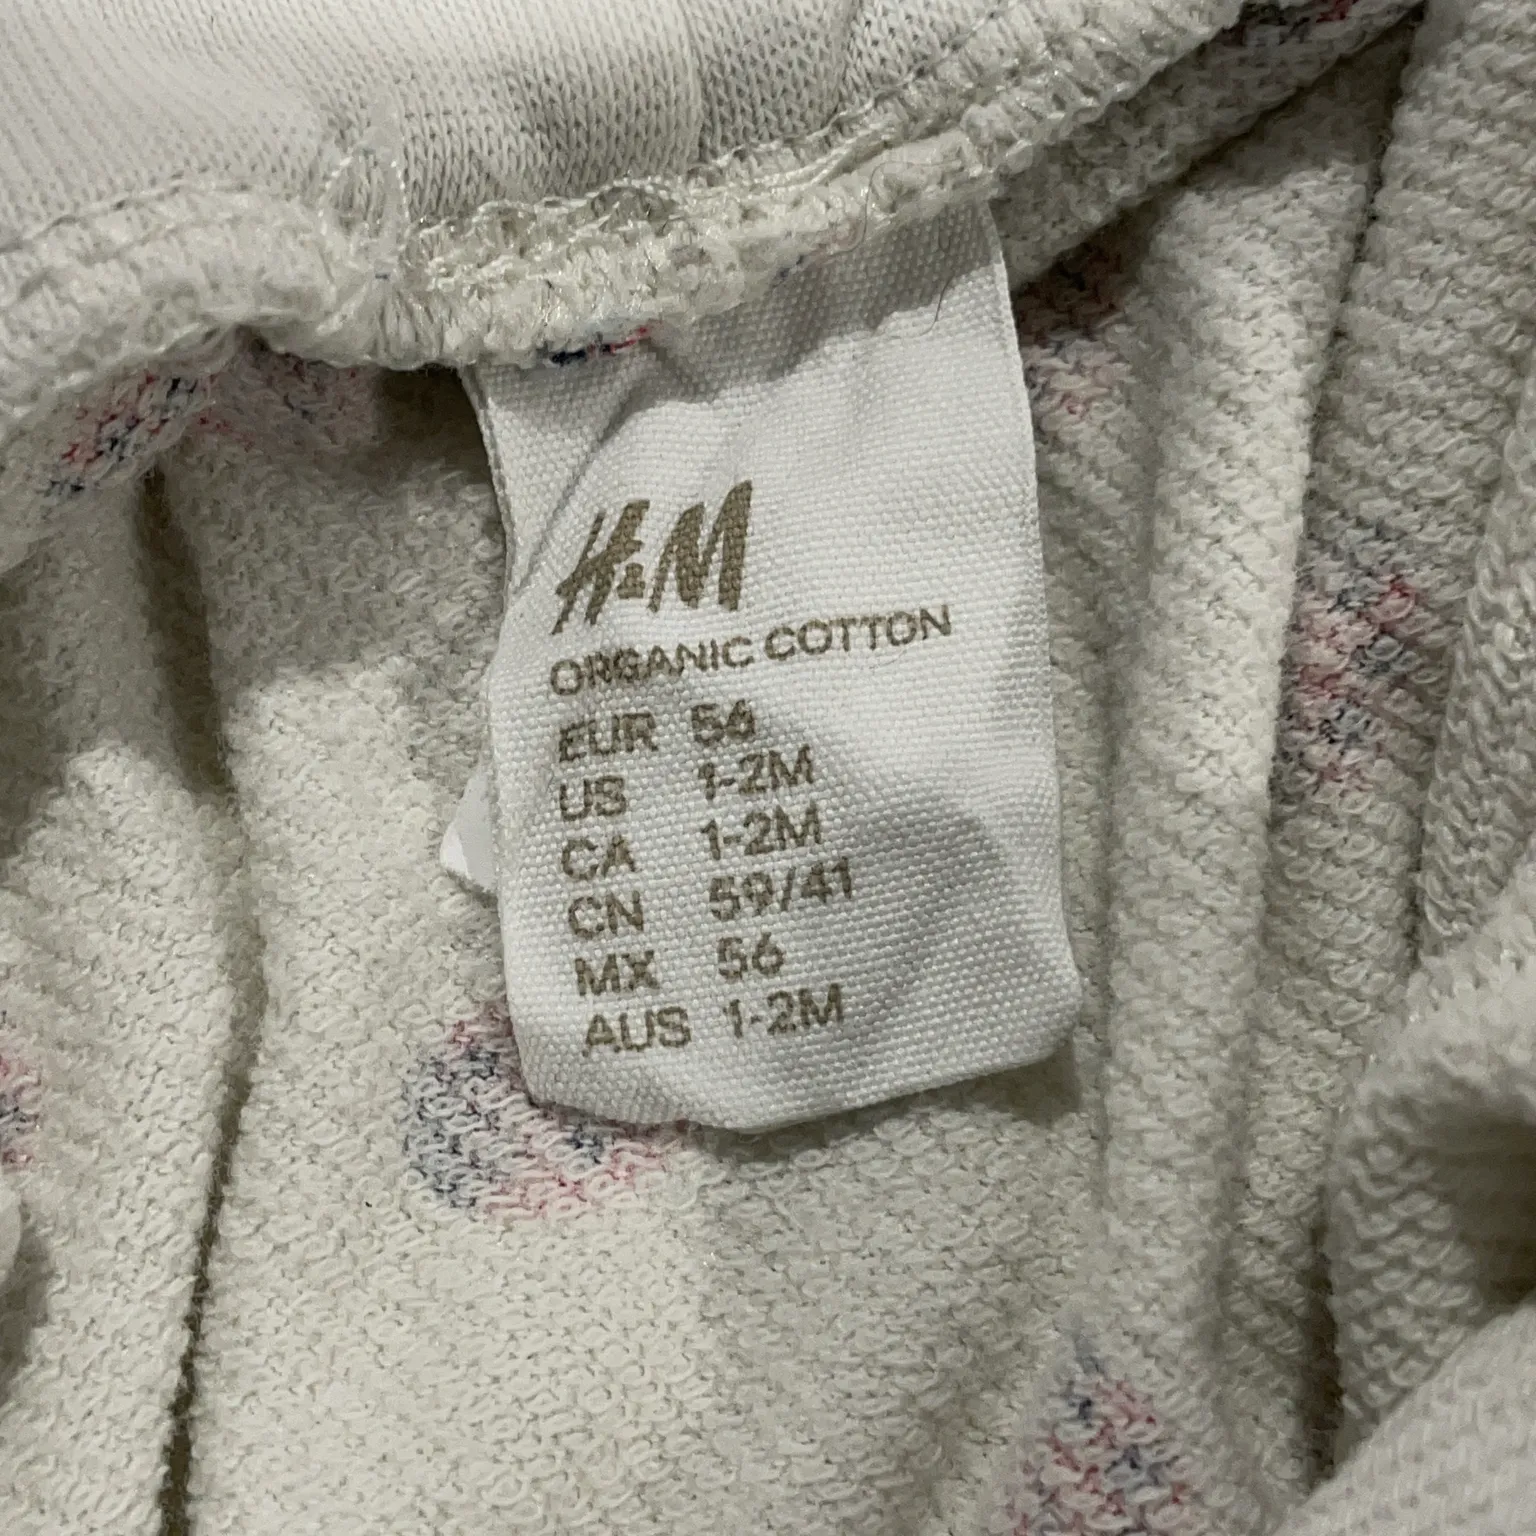 H&M
ORGANIC COTTON
EUR 56
US 1-2M
CA 1-2M
CN 59/41
MX 56
AUS 1-2M